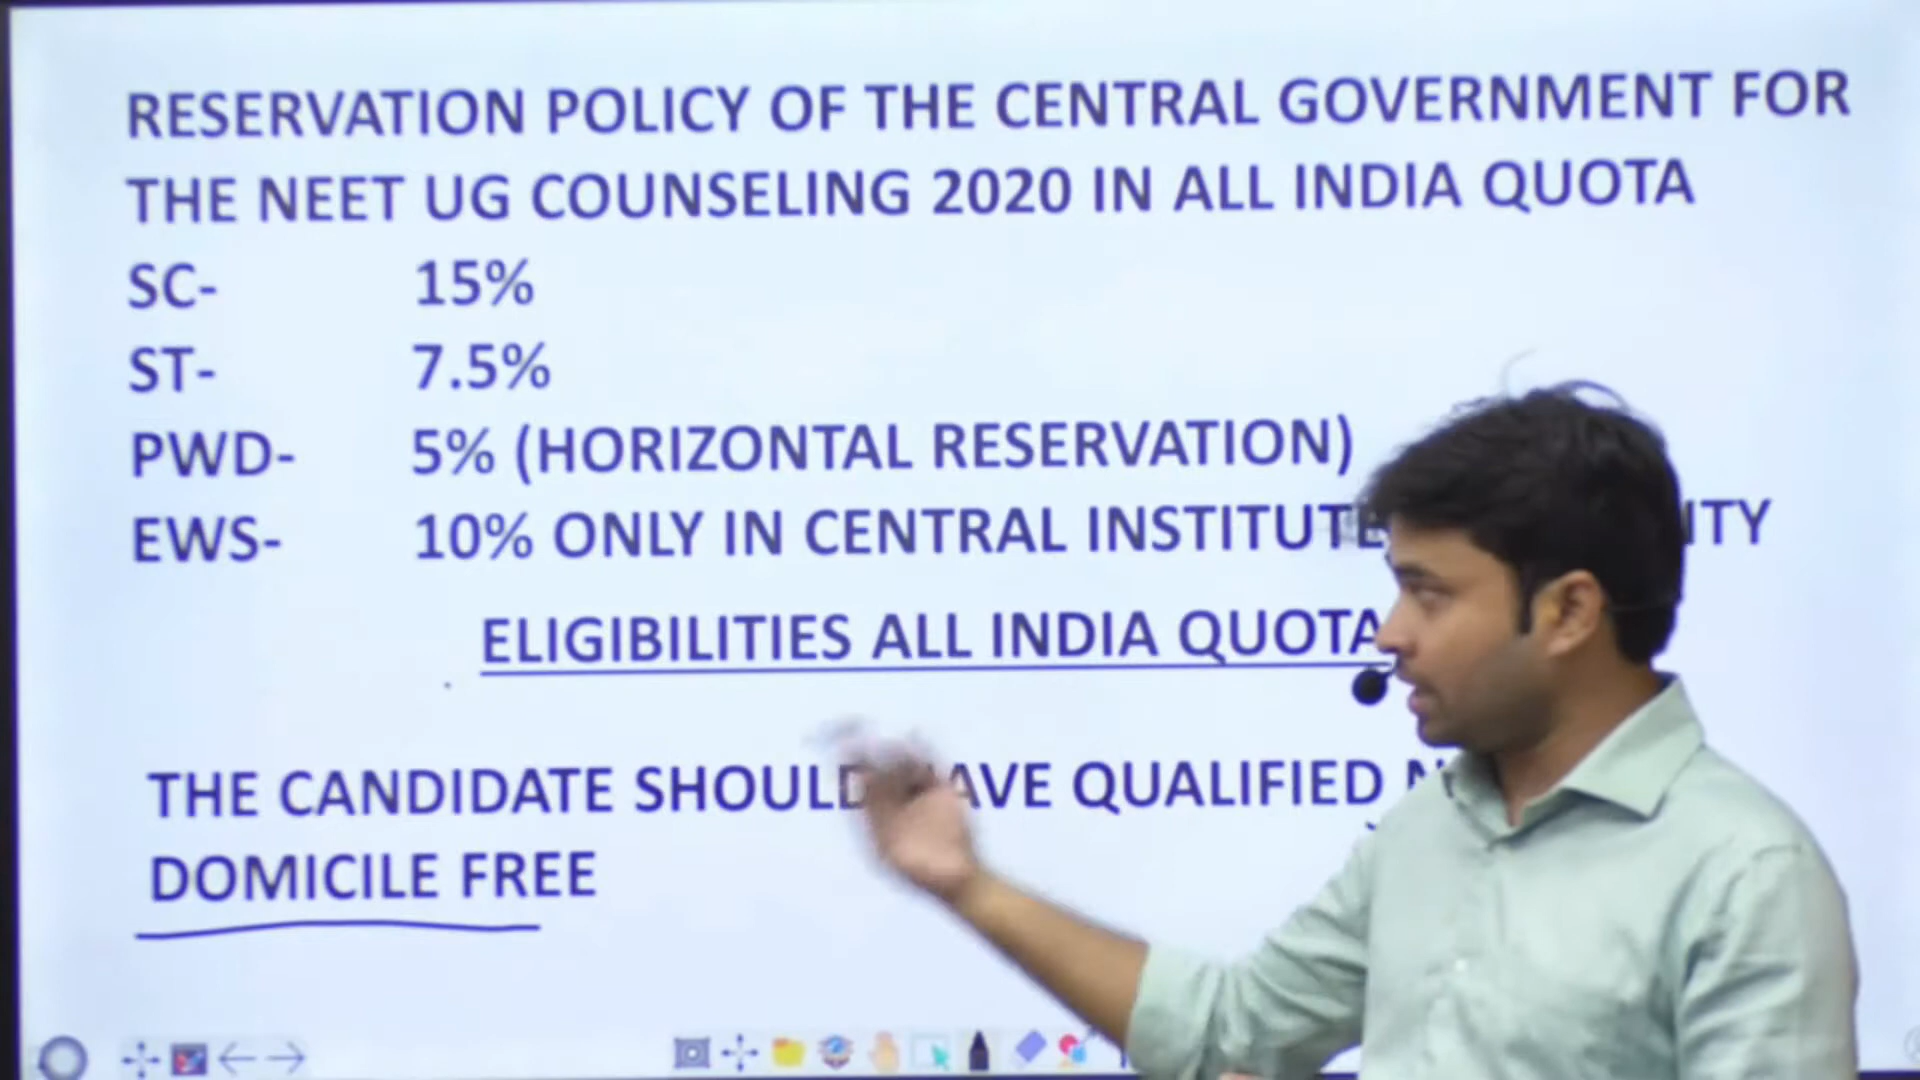 RESERVATION POLICY OF THE CENTRAL GOVERNMENT FOR
THE NEET UG COUNSELING 2020 IN ALL INDIA QUOTA
SC- 15%
ST- 7.5%
PWD- 5% (HORIZONTAL RESERVATION)
EWS- 10% ONLY IN CENTRAL
ELIGIBILITIES ALL INDIA QUOTA
THE CANDIDATE SHOULD HAVE QUALIFIED
DOMICILE FREE